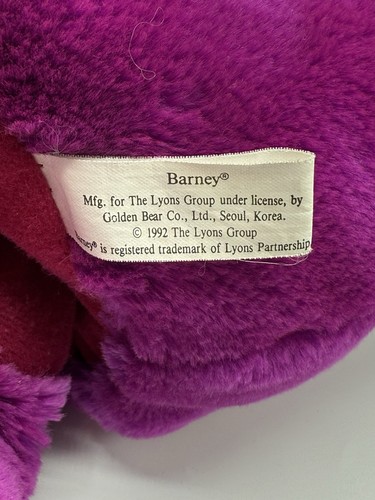 Barney®
Mfg. for The Lyons Group under license, by
Golden Bear Co., Ltd., Seoul, Korea.
© 1992 The Lyons Group
Barney® is registered trademark of Lyons Partnership